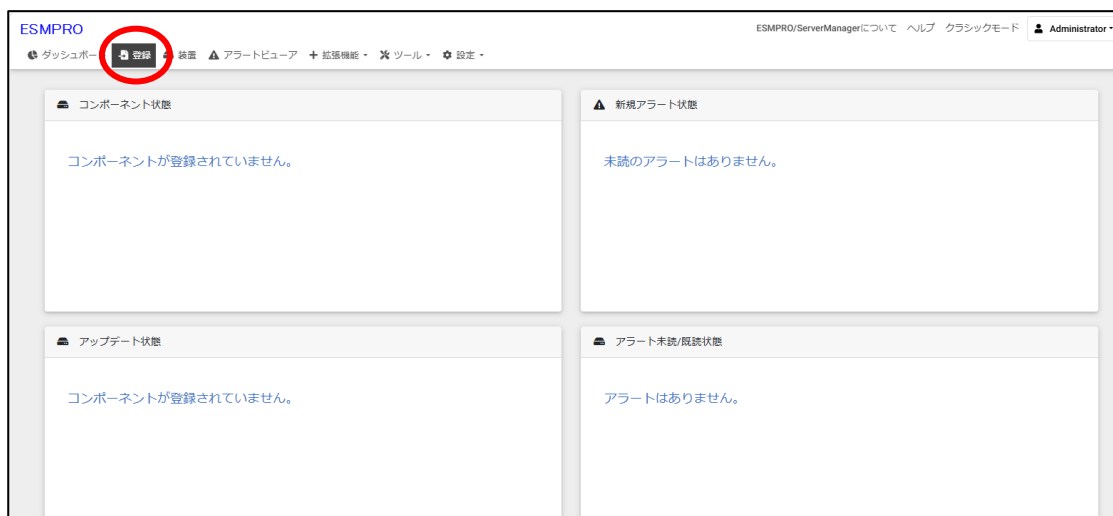 ESMPRO
ESMPRO/ServerManagerについて ヘルプ クラシックモード Administrator
ダッシュボー 登録 装置 アラートビューア 拡張機能 ツール 設定
コンポーネント状態
新規アラート状態
コンポーネントが登録されていません。
未読のアラートはありません。
アップデート状態
アラート未読/既読状態
コンポーネントが登録されていません。
アラートはありません。